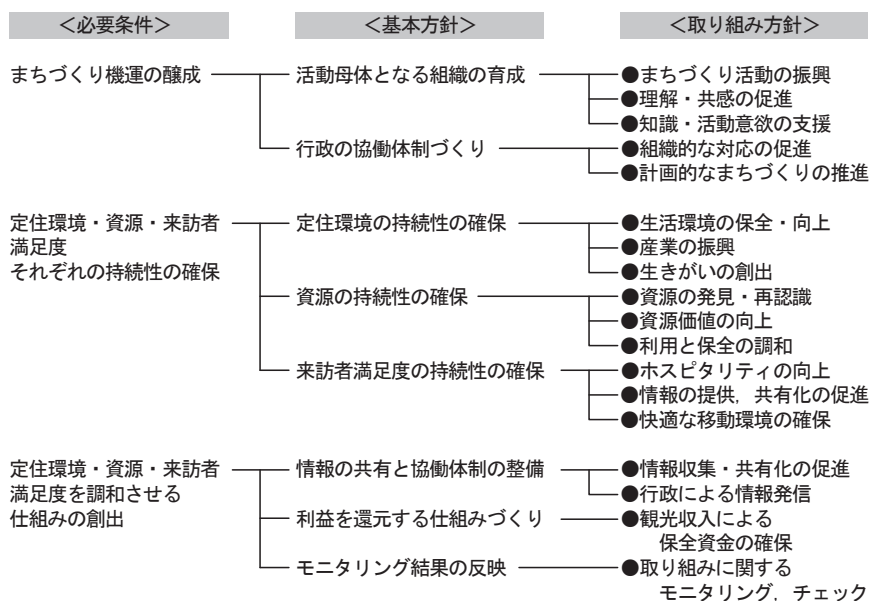 ＜必要条件＞ ＜基本方針＞ ＜取り組み方針＞
まちづくり機運の醸成 活動母体となる組織の育成 ●まちづくり活動の振興
●理解・共感の促進
●知識・活動意欲の支援
行政の協働体制づくり ●組織的な対応の促進
●計画的なまちづくりの推進
定住環境・資源・来訪者 定住環境の持続性の確保 ●生活環境の保全・向上
満足度 ●産業の振興
それぞれの持続性の確保 ●生きがいの創出
資源の持続性の確保 ●資源の発見・再認識
●資源価値の向上
●利用と保全の調和
来訪者満足度の持続性の確保 ●ホスピタリティの向上
●情報の提供，共有化の促進
●快適な移動環境の確保
定住環境・資源・来訪者 情報の共有と協働体制の整備 ●情報収集・共有化の促進
満足度を調和させる ●行政による情報発信
仕組みの創出 利益を還元する仕組みづくり ●観光収入による
保全資金の確保
モニタリング結果の反映 ●取り組みに関する
モニタリング，チェック